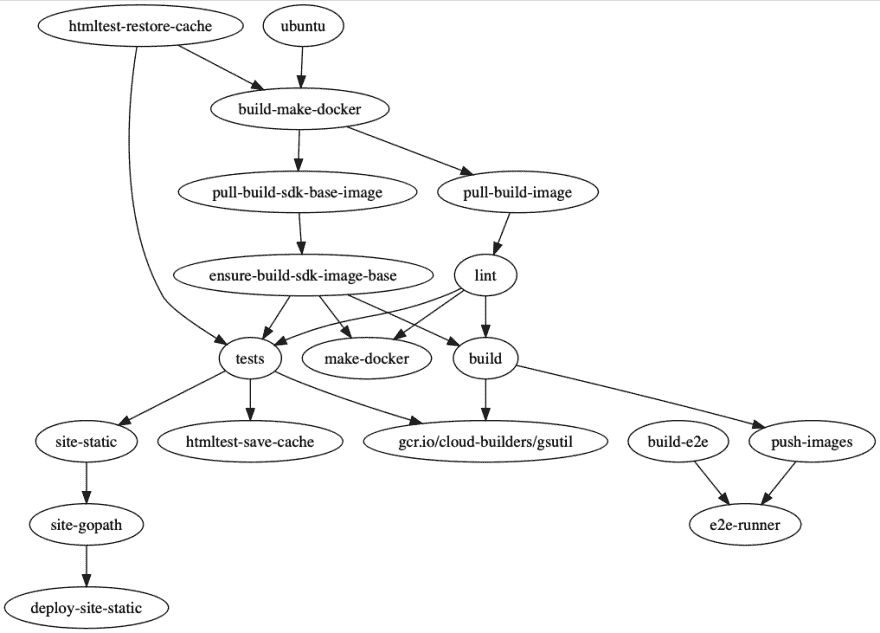 htmltest-restore-cache
ubuntu
build-make-docker
pull-build-sdk-base-image
pull-build-image
ensure-build-sdk-image-base
lint
tests
make-docker
build
site-static
htmltest-save-cache
gcr.io/cloud-builders/gsutil
build-e2e
push-images
site-gopath
e2e-runner
deploy-site-static